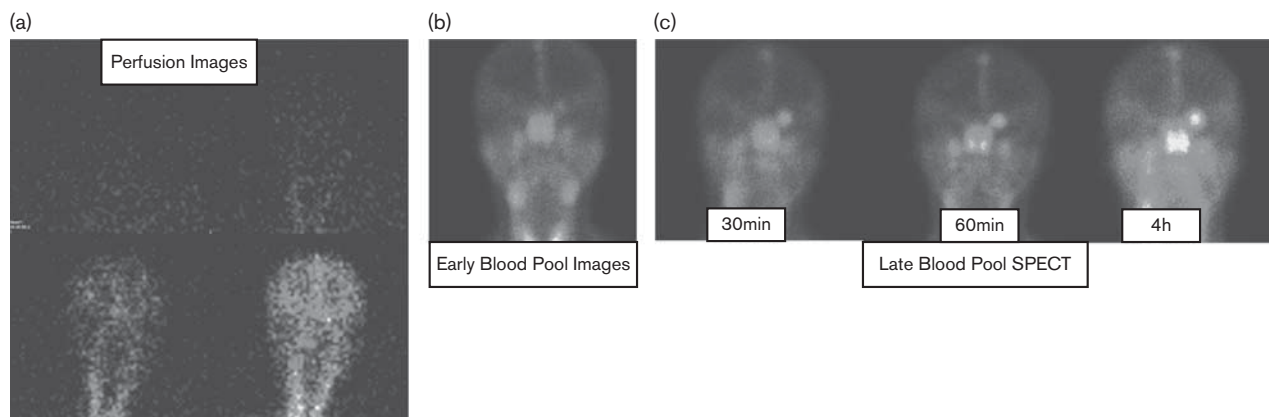 (a)
Perfusion Images
(b)
Early Blood Pool Images
(c)
30min
60min
4h
Late Blood Pool SPECT